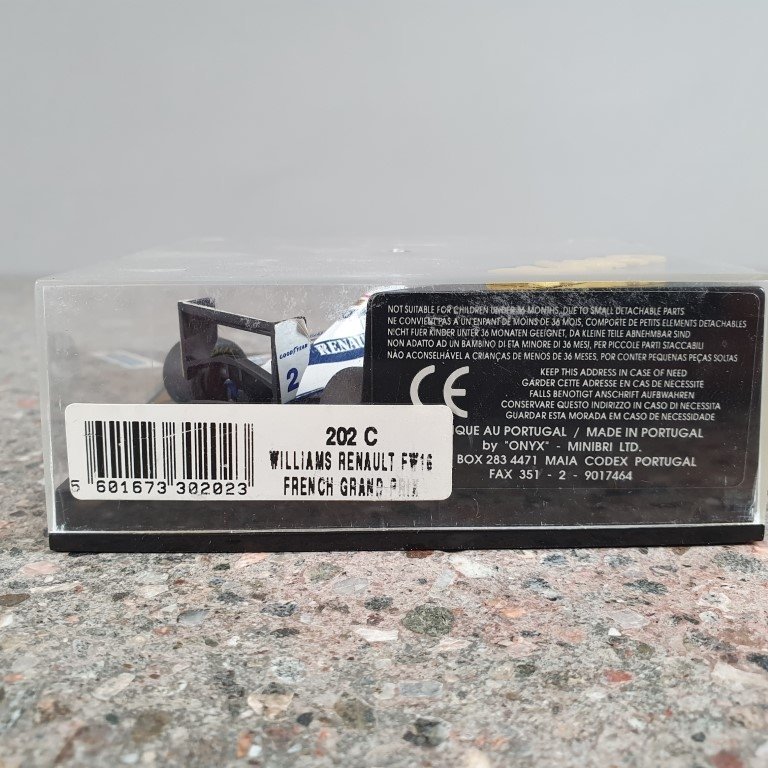 GOODYEAR
RENAU
2
NOT SUITABLE FOR CHILDREN UNDER 36 MONTHS, DUE TO SMALL DETACHABLE PARTS
NE CONVIENT PAS A UN ENFANT DE MOINS DE 36 MOIS, COMPORTE DE PETITS ELEMENTS DETACHABLES
NICHT FUER KINDER UNTER 36 MONATEN GEEIGNET, DA KLEINE TEILE ABNEHMBAR SIND
NON ADATTO AD UN BAMBINO DI ETA MINORE DI 36 MESI, PER PICCOLE PARTI STACCABILI
NÃO ACONSELHÁVEL A CRIANÇAS DE MENOS DE 36 MESES, POR CONTER PEQUENAS PEÇAS SOLTAS
CE
KEEP THIS ADDRESS IN CASE OF NEED
GARDER CETTE ADRESSE EN CAS DE NECESSITE
FALLS BENOTIGT ANSCHRIFT AUFBWAHREN
CONSERVARE QUESTO INDIRIZZO IN CASO DI NECESSITA
GUARDAR ESTA MORADA EM CASO DE NECESSIDADE
IQUE AU PORTUGAL / MADE IN PORTUGAL
by "ONYX" - MINIBRI LTD.
BOX 283 4471 MAIA CODEX PORTUGAL
FAX 351 - 2 - 9017464
202 C
WILLIAMS RENAULT FW16
FRENCH GRAND PRIX
5 601673 302023